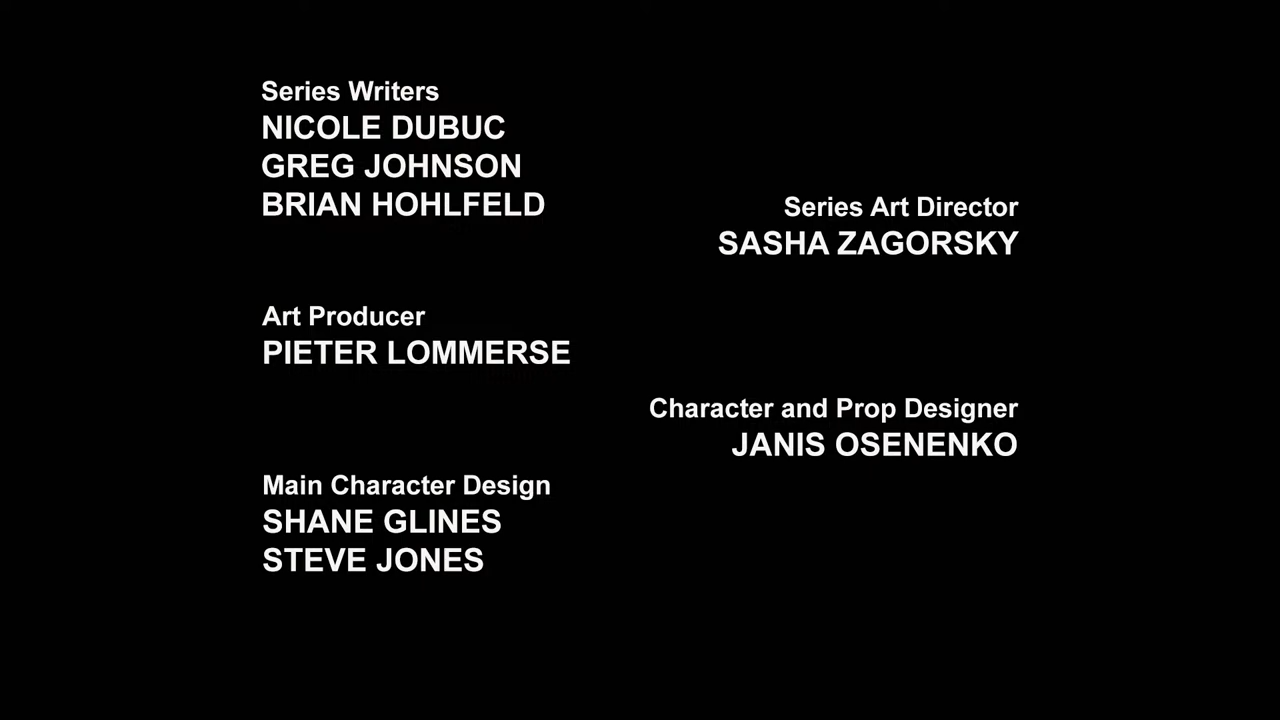 Series Writers
NICOLE DUBUC
GREG JOHNSON
BRIAN HOHLFELD
Series Art Director
SASHA ZAGORSKY
Art Producer
PIETER LOMMERSE
Character and Prop Designer
JANIS OSENENKO
Main Character Design
SHANE GLINES
STEVE JONES